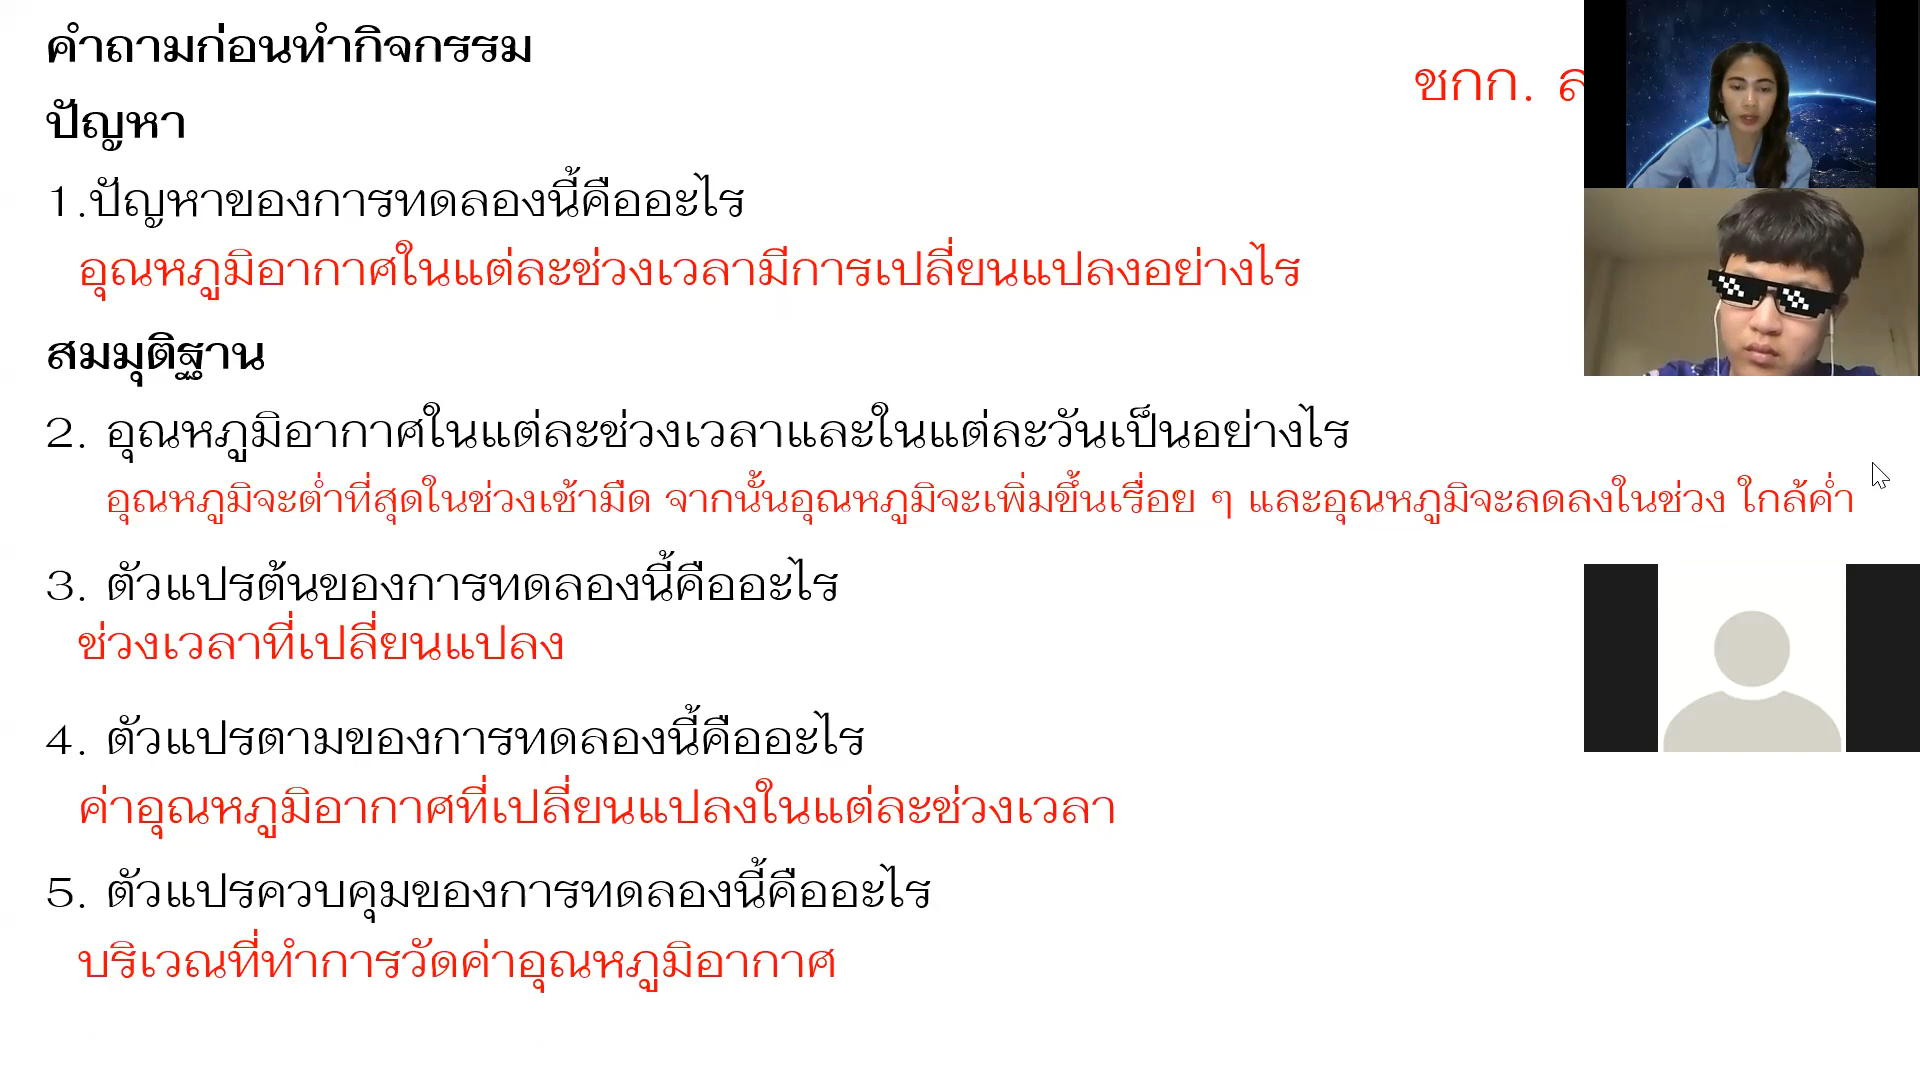 คำถามก่อนทำกิจกรรม
ชกก.
ปัญหา
1.ปัญหาของการทดลองนี้คืออะไร
อุณหภูมิอากาศในแต่ละช่วงเวลามีการเปลี่ยนแปลงอย่างไร
สมมุติฐาน
2. อุณหภูมิอากาศในแต่ละช่วงเวลาและในแต่ละวันเป็นอย่างไร
อุณหภูมิจะต่ำที่สุดในช่วงเช้ามืด จากนั้นอุณหภูมิจะเพิ่มขึ้นเรื่อย ๆ และอุณหภูมิจะลดลงในช่วง ใกล้ค่ำ
3. ตัวแปรต้นของการทดลองนี้คืออะไร
ช่วงเวลาที่เปลี่ยนแปลง
4. ตัวแปรตามของการทดลองนี้คืออะไร
ค่าอุณหภูมิอากาศที่เปลี่ยนแปลงในแต่ละช่วงเวลา
5. ตัวแปรควบคุมของการทดลองนี้คืออะไร
บริเวณที่ทำการวัดค่าอุณหภูมิอากาศ